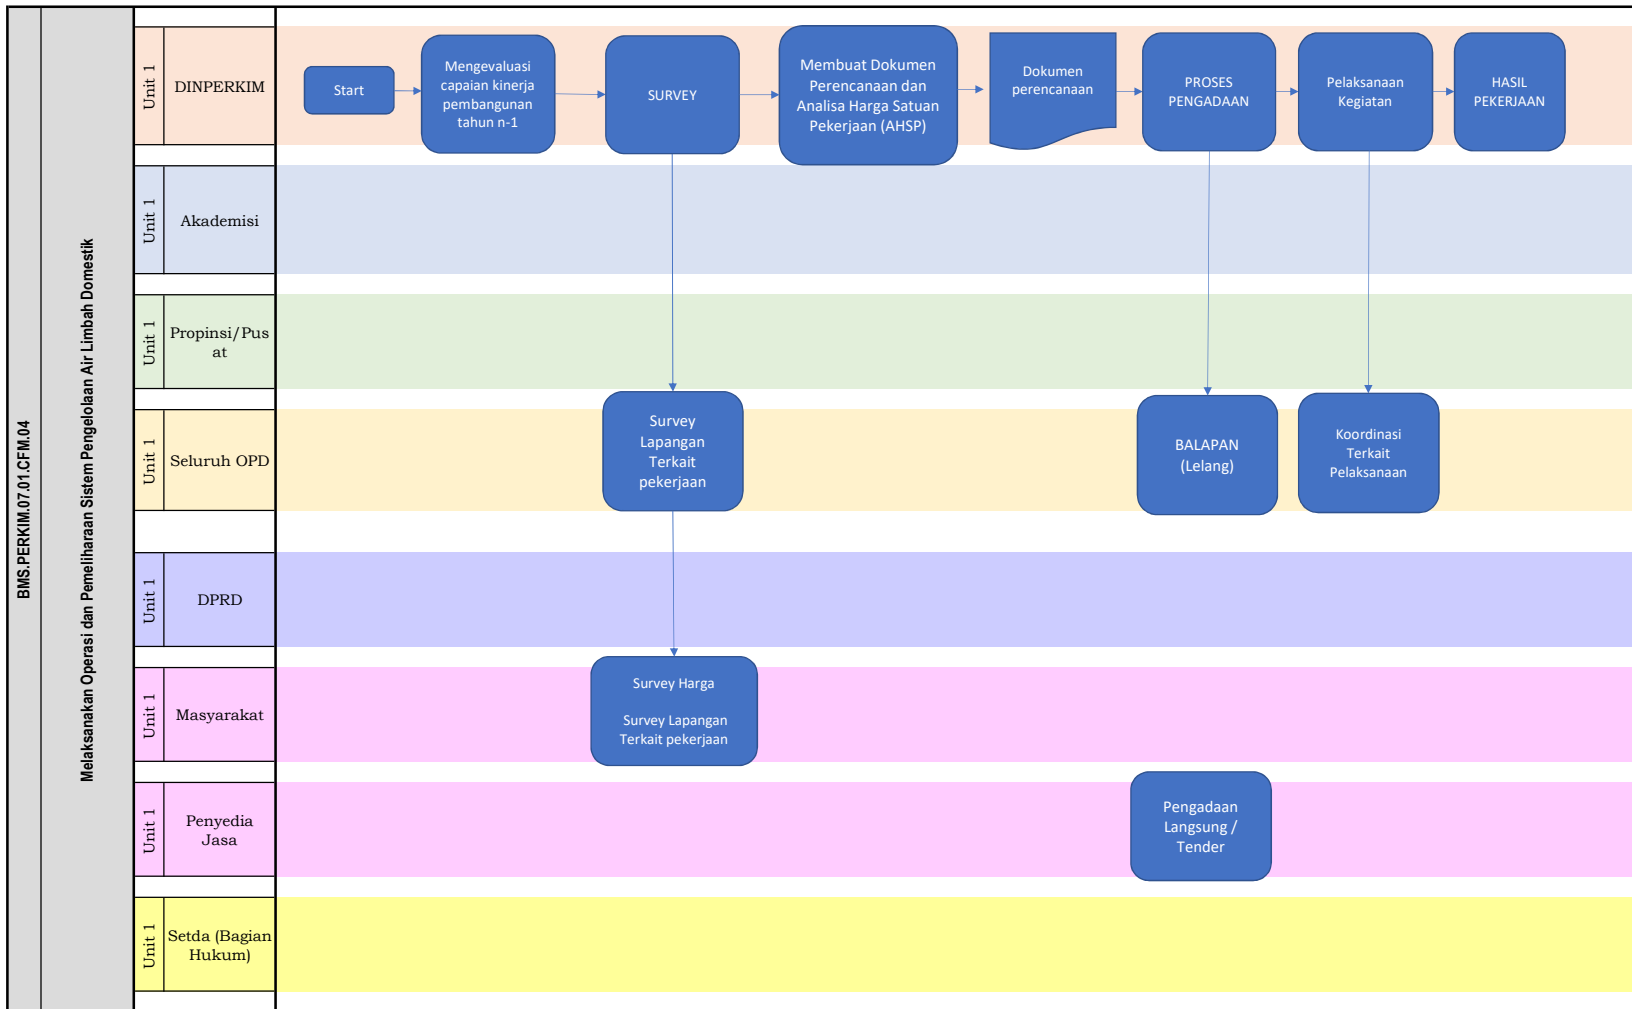 BMS.PERKIM.07.01.CFM.04
Melaksanakan Operasi dan Pemeliharaan Sistem Pengelolaan Air Limbah Domestik
Unit 1
DINPERKIM
Start
Mengevaluasi
capaian kinerja
pembangunan
tahun n-1
SURVEY
Membuat Dokumen
Perencanaan dan
Analisa Harga Satuan
Pekerjaan (AHSP)
Dokumen
perencanaan
PROSES
PENGADAAN
Pelaksanaan
Kegiatan
HASIL
PEKERJAAN
Unit 1
Akademisi
Unit 1
Propinsi/Pus
at
Unit 1
Seluruh OPD
Survey
Lapangan
Terkait
pekerjaan
BALAPAN
(Lelang)
Koordinasi
Terkait
Pelaksanaan
Unit 1
DPRD
Unit 1
Masyarakat
Survey Harga
Survey Lapangan
Terkait pekerjaan
Unit 1
Penyedia
Jasa
Pengadaan
Langsung /
Tender
Unit 1
Setda (Bagian
Hukum)